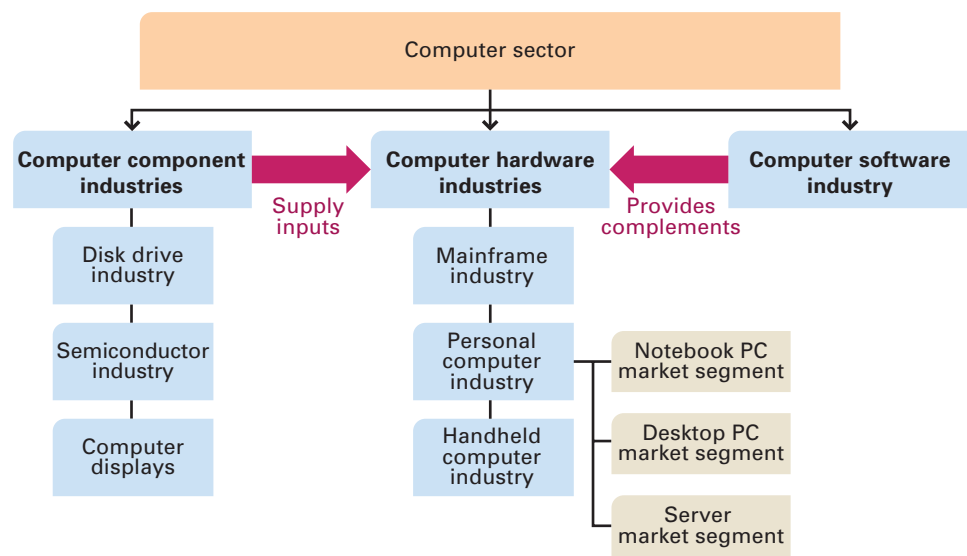 Computer sector
Computer component
industries
Supply
inputs
Computer hardware
industries
Provides
complements
Computer software
industry
Disk drive
industry
Semiconductor
industry
Computer
displays
Mainframe
industry
Personal
computer
industry
Handheld
computer
industry
Notebook PC
market segment
Desktop PC
market segment
Server
market segment